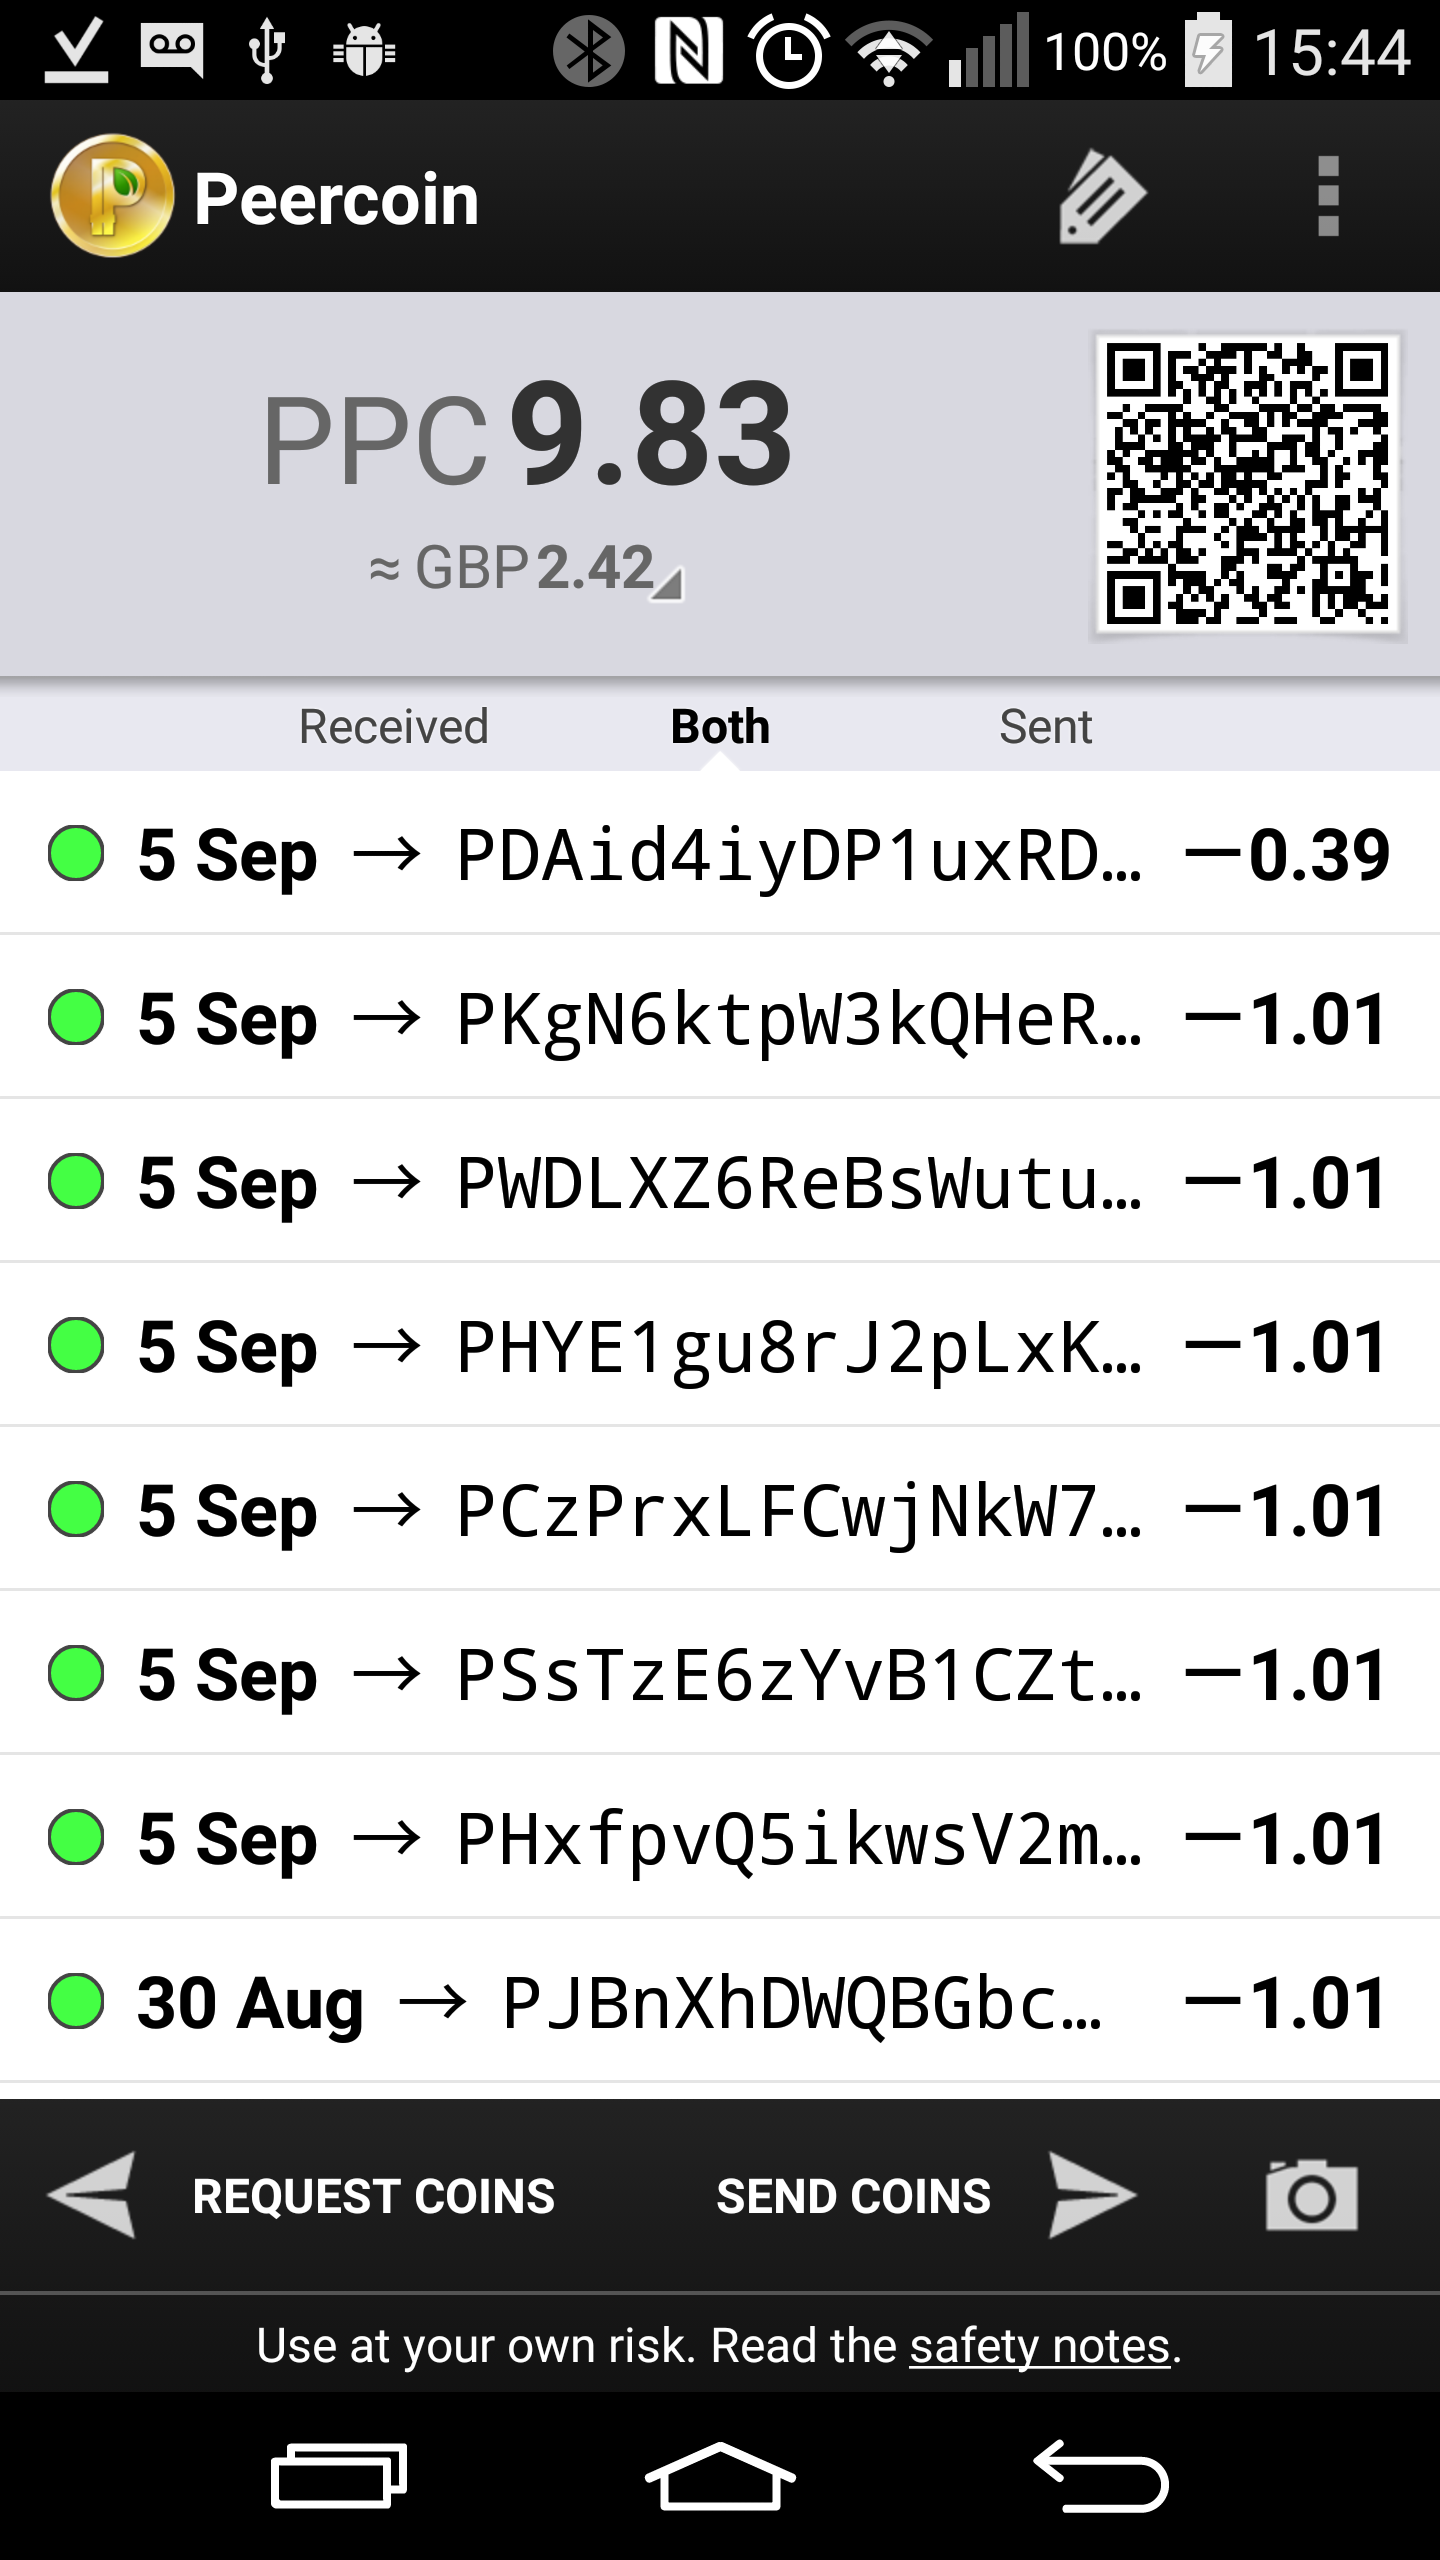 100% 15:44
Peercoin
PPC 9.83
≈ GBP 2.42
Received Both Sent
5 Sep → PDAid4iyDP1uxRD… −0.39
5 Sep → PKgN6ktpW3kQHeR… −1.01
5 Sep → PWDLXZ6ReBsWutu… −1.01
5 Sep → PHYE1gu8rJ2pLxK… −1.01
5 Sep → PCzPrxLFCwjNkW7… −1.01
5 Sep → PSsTzE6zYvB1CZt… −1.01
5 Sep → PHxfpvQ5ikwsV2m… −1.01
30 Aug → PJBnXhDWQBGbc… −1.01
REQUEST COINS SEND COINS
Use at your own risk. Read the safety notes.